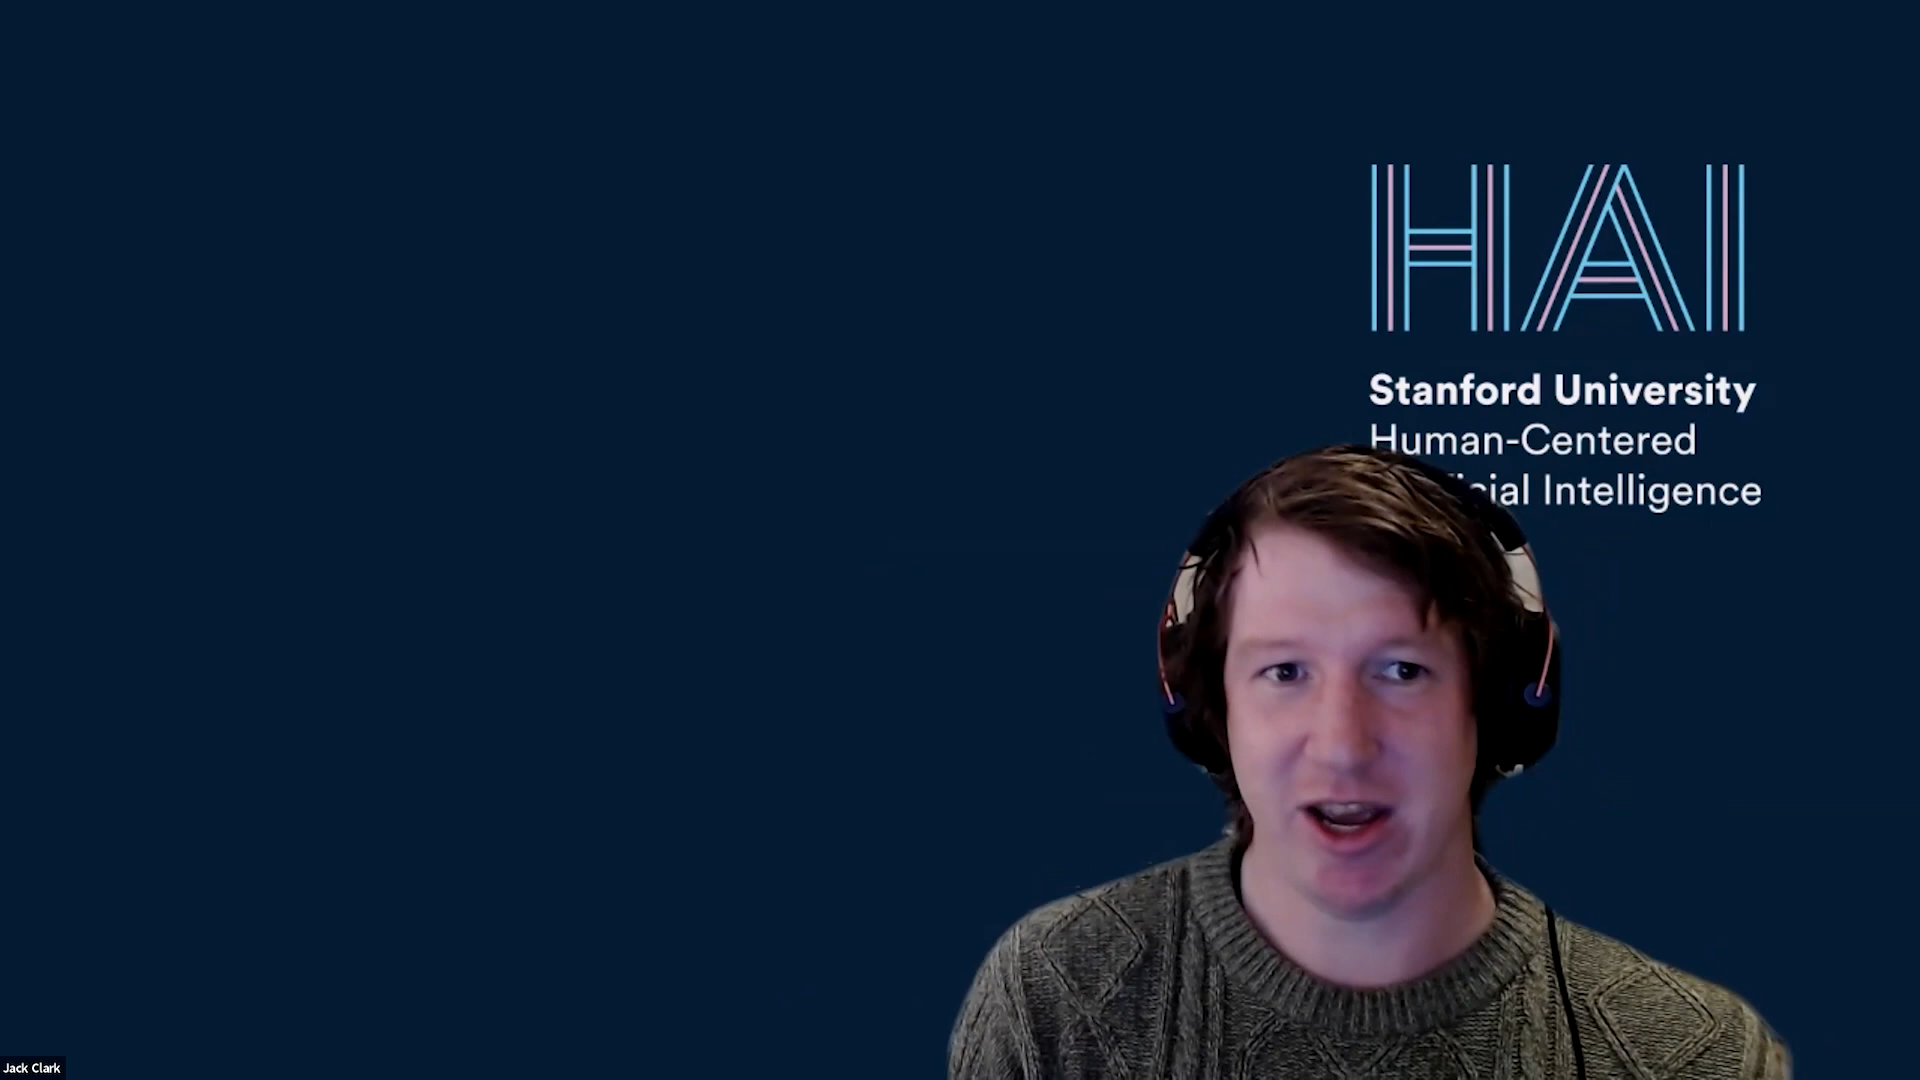 HAI
Stanford University
Human-Centered
Intelligence
Jack Clark